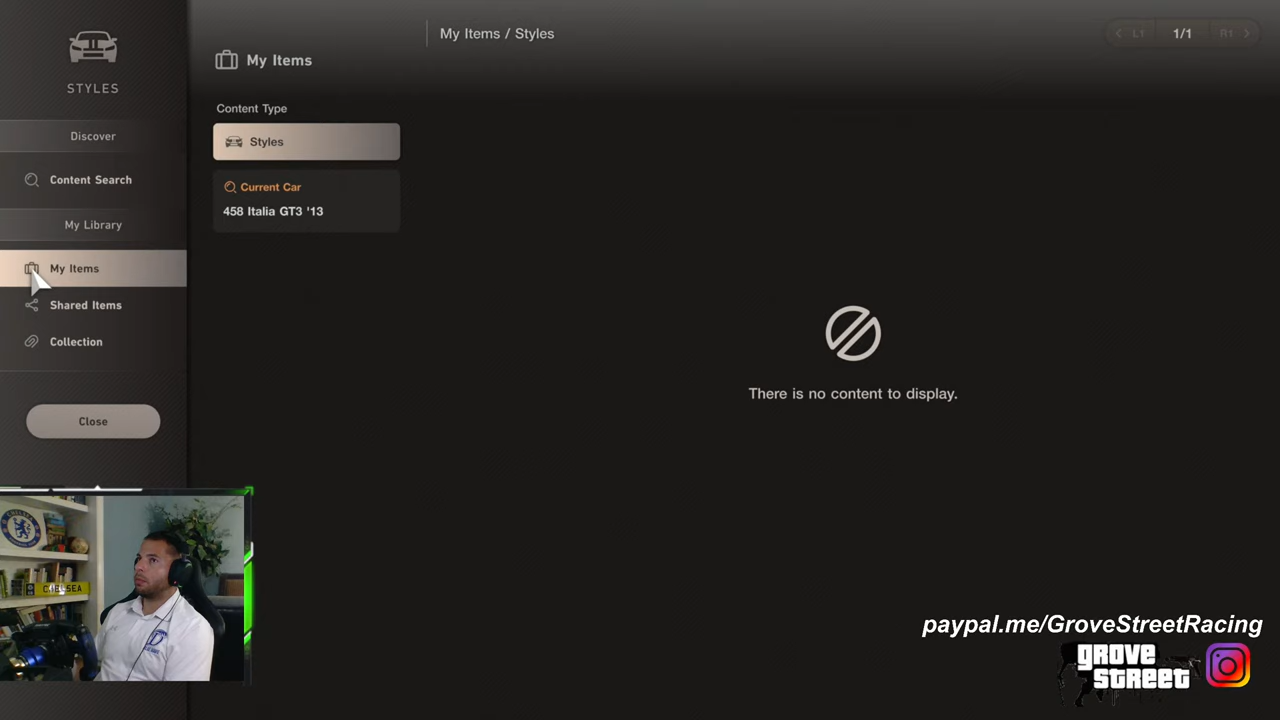 STYLES
Discover
Content Search
My Library
My Items
Shared Items
Collection
Close
My Items
Content Type
Styles
Current Car
458 Italia GT3 '13
My Items / Styles
L1
1/1
R1
There is no content to display.
CHELSEA
paypal.me/GroveStreetRacing
GROVE
STREET